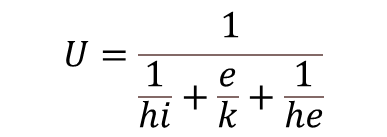 U = 1 / (1/hi + e/k + 1/he)